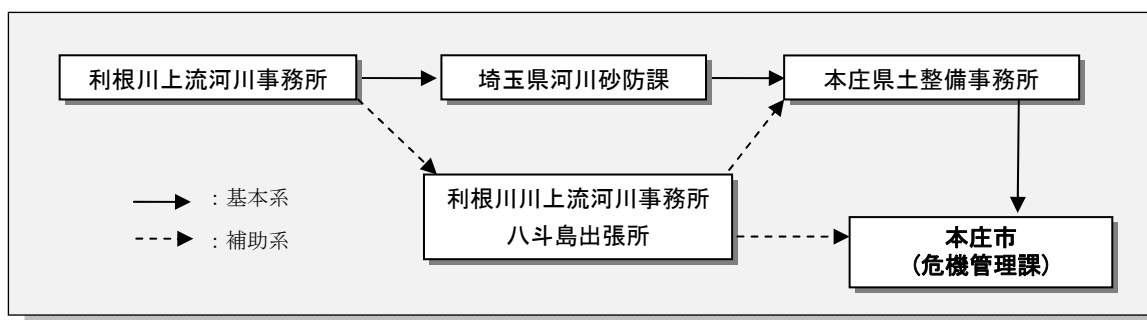 利根川上流河川事務所
埼玉県河川砂防課
本庄県土整備事務所
利根川川上流河川事務所
八斗島出張所
:基本系
:補助系
本庄市
(危機管理課)